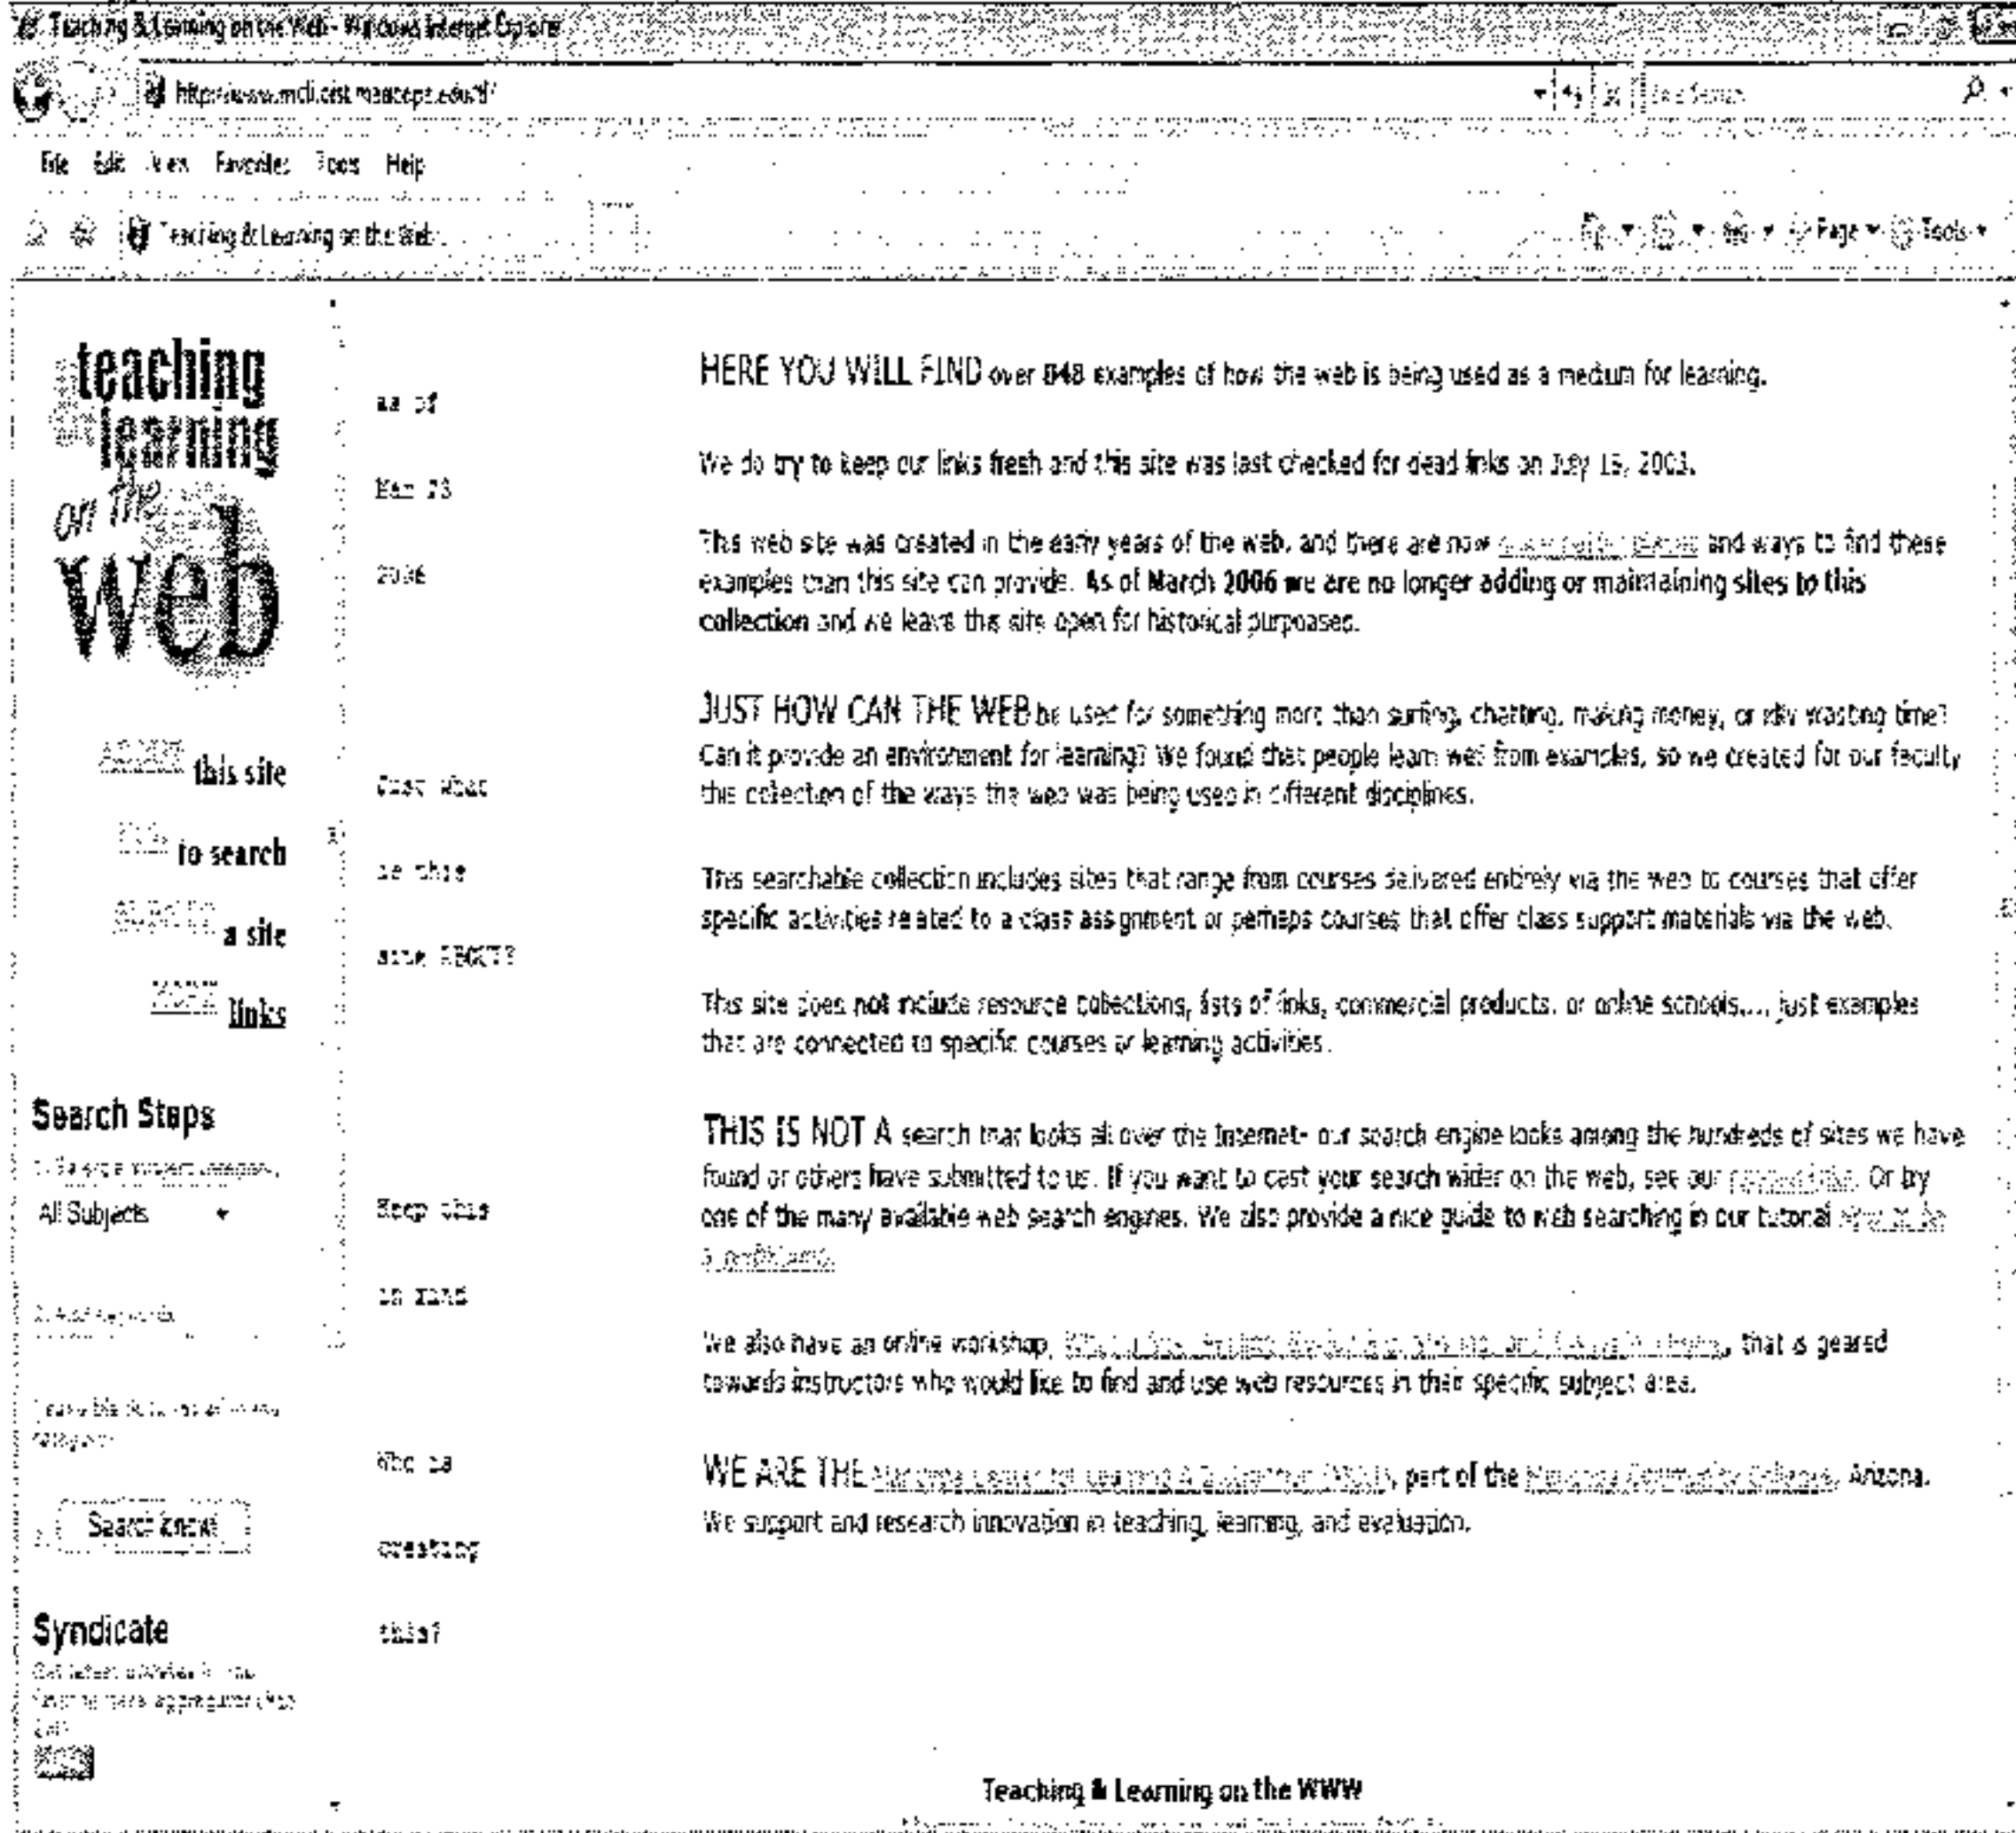 Teaching & Learning on the Web - Windows Internet Explorer
File Edit View Favorites Tools Help
Teaching & Learning on the Web
Page Tools
teaching
learning
on the
web
this site
to search
a site
links
Search Steps
All Subjects
Search
Syndicate
as of
Mar 23
2006
Just what
is this
site ABOUT?
Keep this
in mind
Who is
creating
this?
HERE YOU WILL FIND over 848 examples of how the web is being used as a medium for learning.
We do try to keep our links fresh and this site was last checked for dead links on July 15, 2003.
This web site was created in the early years of the web, and there are now and ways to find these
examples than this site can provide. As of March 2006 we are no longer adding or maintaining sites to this
collection and we leave this site open for historical purpoases.
JUST HOW CAN THE WEB be used for something more than surfing, chatting, making money, or idly wasting time?
Can it provide an environment for learning? We found that people learn well from examples, so we created for our faculty
this collection of the ways the web was being used in different disciplines.
This searchable collection includes sites that range from courses delivered entirely via the web to courses that offer
specific activities related to a class assignment or perhaps courses that offer class support materials via the web.
This site does not include resource collections, lists of links, commercial products, or online schools..., just examples
that are connected to specific courses or learning activities.
THIS IS NOT A search that looks all over the Internet- our search engine looks among the hundreds of sites we have
found or others have submitted to us. If you want to cast your search wider on the web, see our Or try
one of the many available web search engines. We also provide a nice guide to web searching in our tutorial
We also have an online workshop, that is geared
towards instructors who would like to find and use web resources in their specific subject area.
WE ARE THE part of the Arizona.
We support and research innovation in teaching, learning, and evaluation.
Teaching & Learning on the WWW